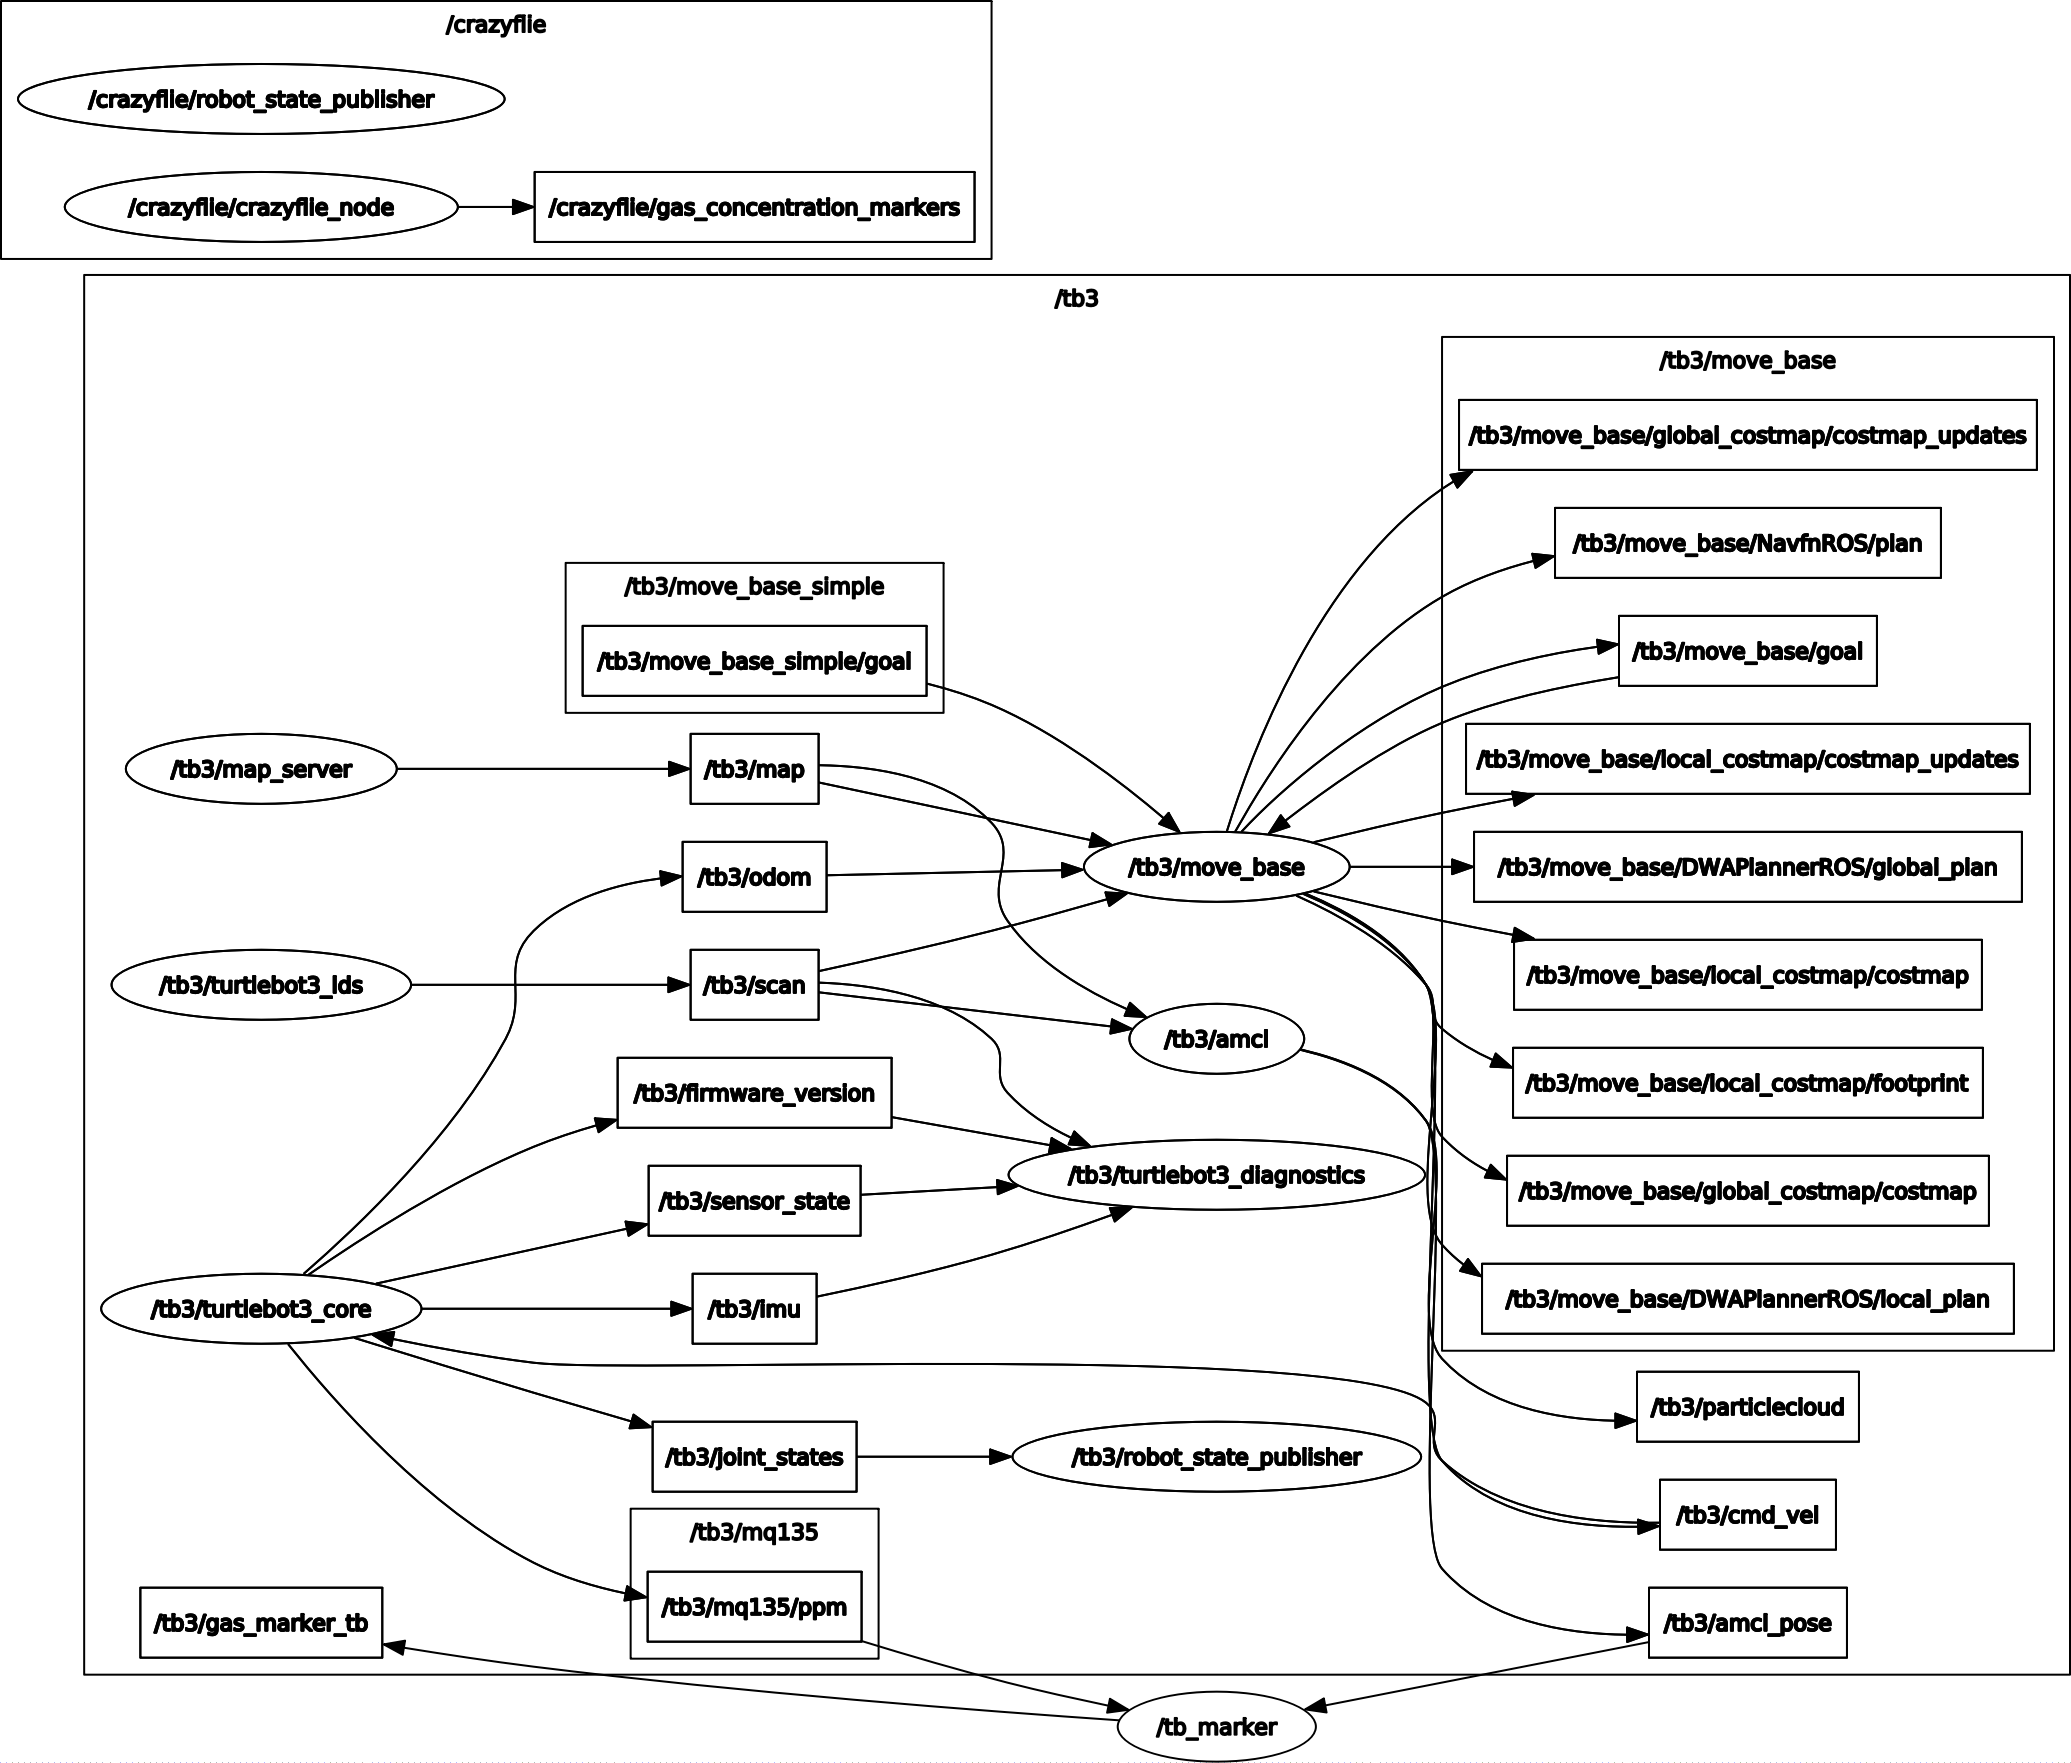 /crazyflie
/crazyflie/robot_state_publisher
/crazyflie/crazyflie_node
/crazyflie/gas_concentration_markers
/tb3
/tb3/move_base
/tb3/move_base/global_costmap/costmap_updates
/tb3/move_base/NavfnROS/plan
/tb3/move_base_simple
/tb3/move_base_simple/goal
/tb3/move_base/goal
/tb3/map_server
/tb3/map
/tb3/move_base/local_costmap/costmap_updates
/tb3/odom
/tb3/move_base
/tb3/move_base/DWAPlannerROS/global_plan
/tb3/turtlebot3_lds
/tb3/scan
/tb3/move_base/local_costmap/costmap
/tb3/amcl
/tb3/firmware_version
/tb3/move_base/local_costmap/footprint
/tb3/sensor_state
/tb3/turtlebot3_diagnostics
/tb3/move_base/global_costmap/costmap
/tb3/turtlebot3_core
/tb3/imu
/tb3/move_base/DWAPlannerROS/local_plan
/tb3/particlecloud
/tb3/joint_states
/tb3/robot_state_publisher
/tb3/cmd_vel
/tb3/mq135
/tb3/mq135/ppm
/tb3/gas_marker_tb
/tb3/amcl_pose
/tb_marker